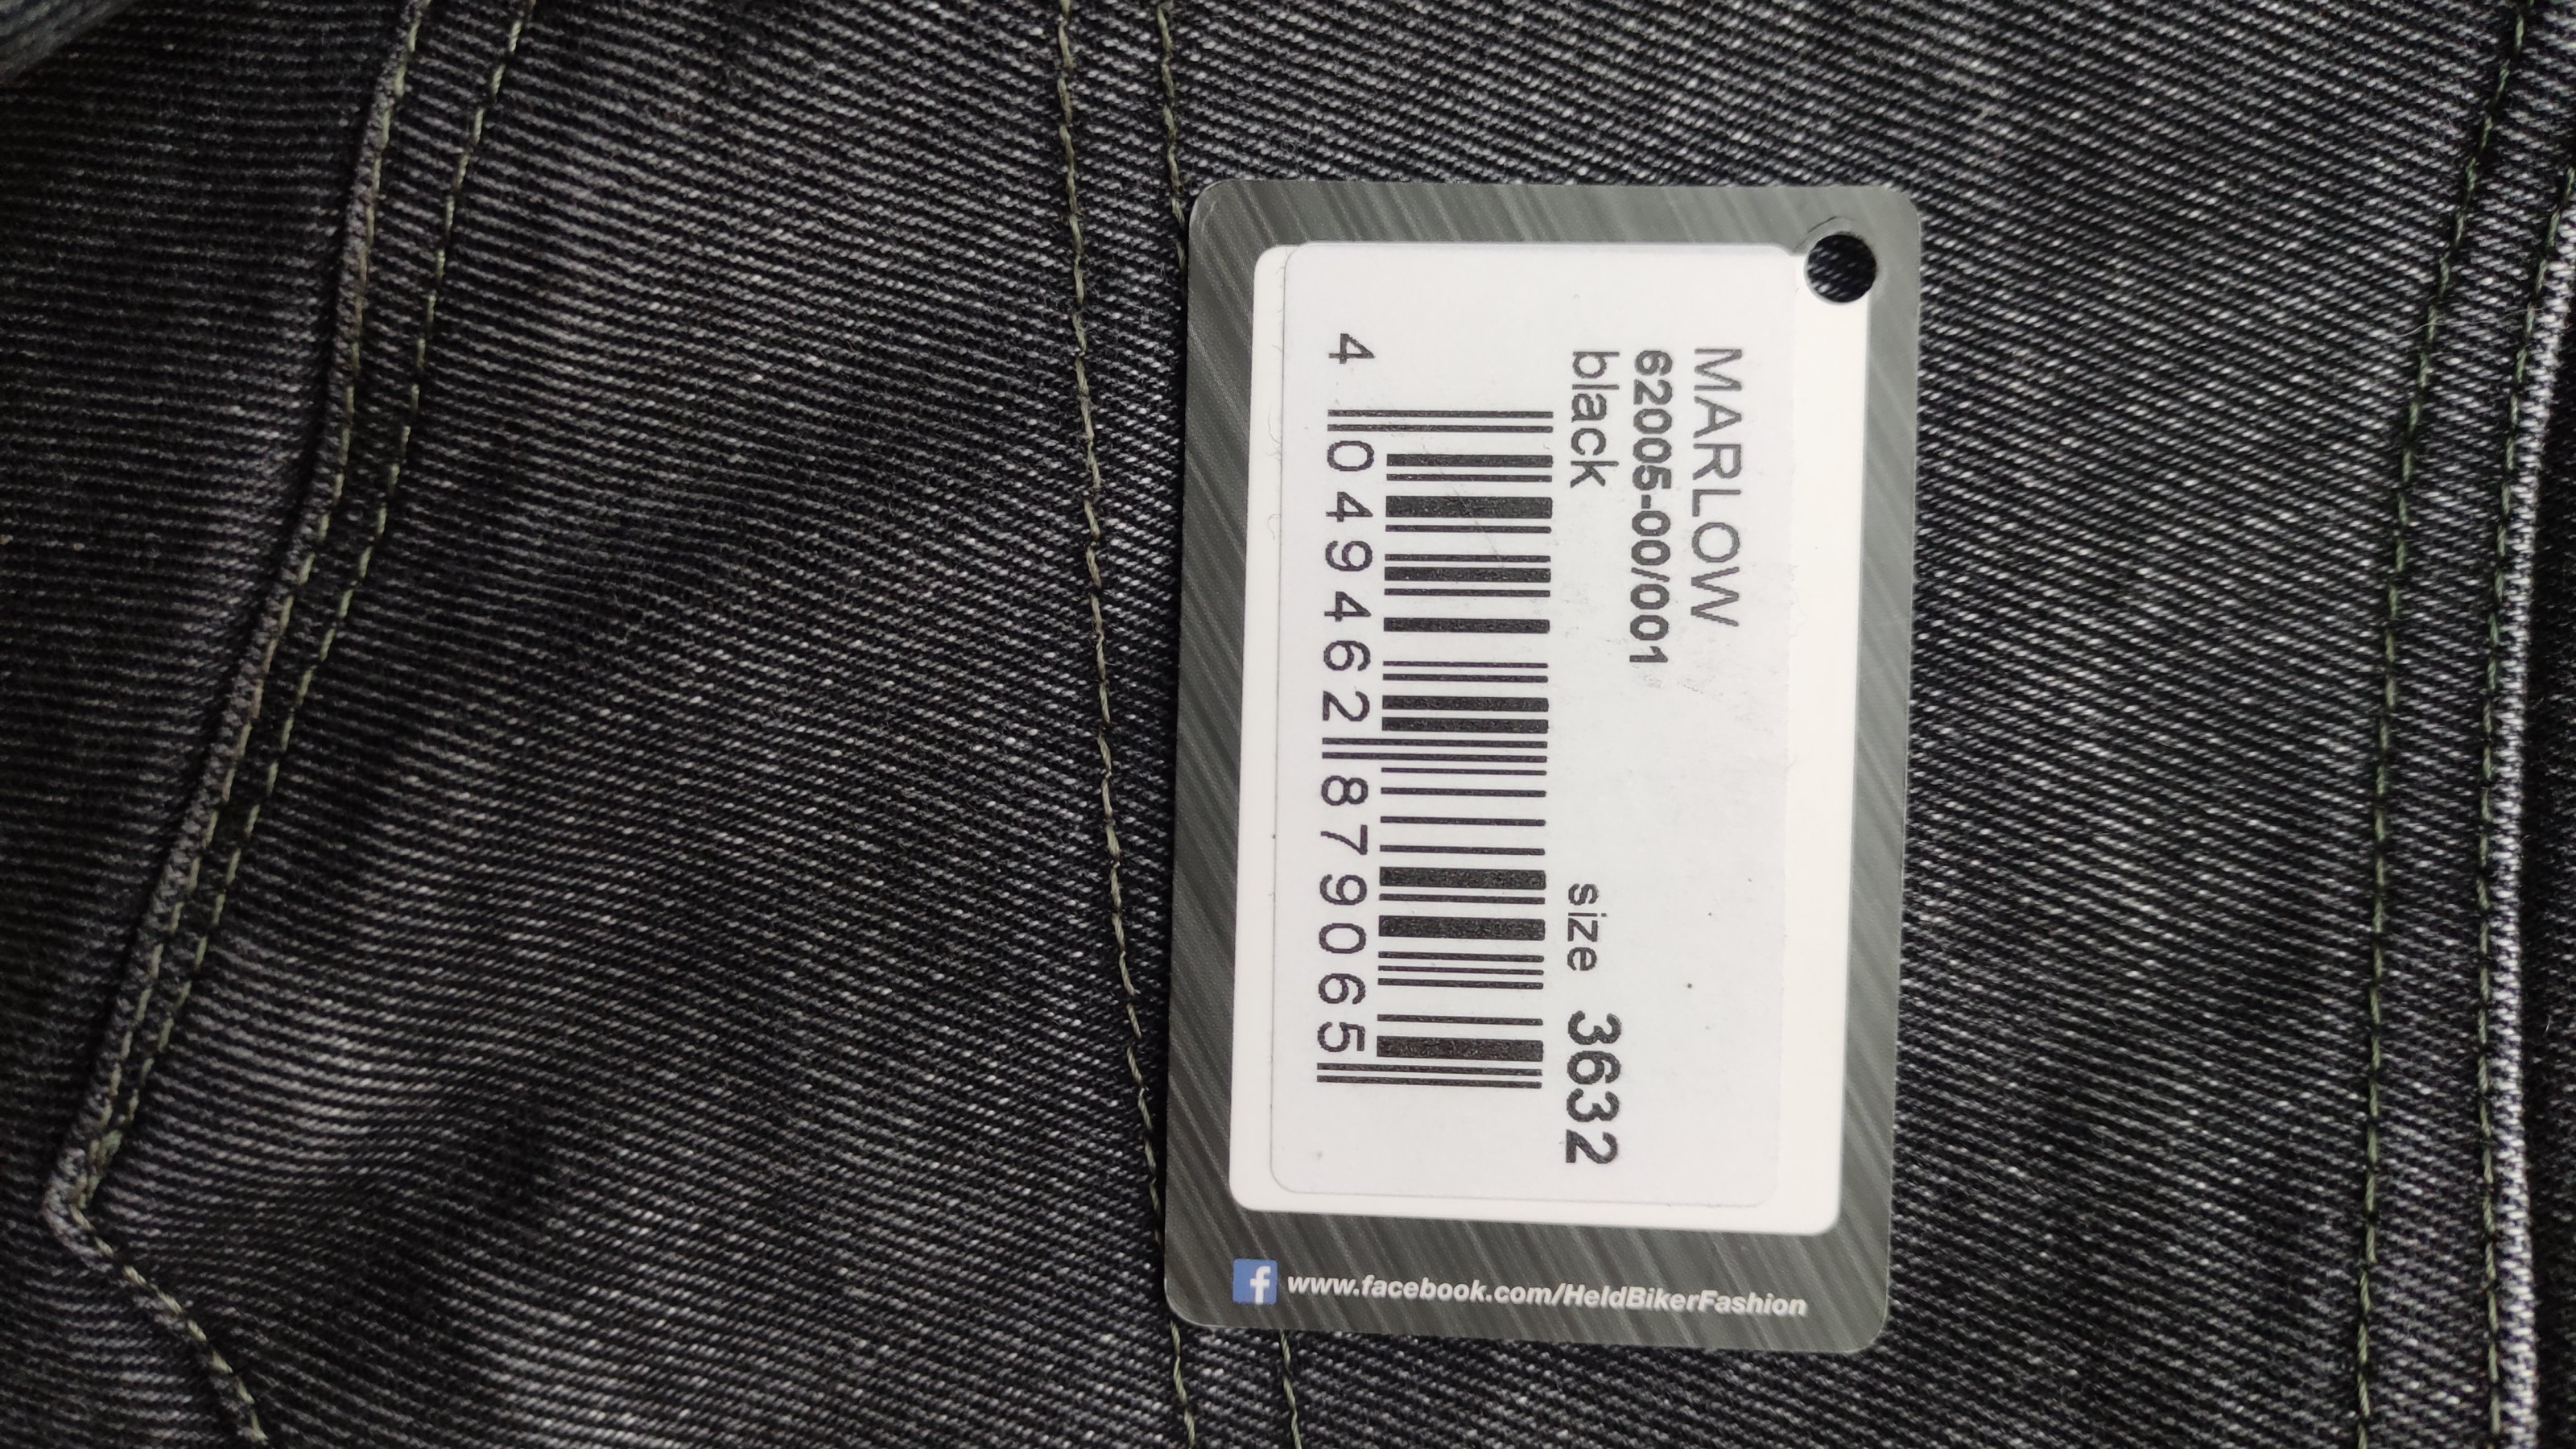 MARLOW
62005-00/001
black
size 3632
4 049462 879065
f www.facebook.com/HeldBikerFashion